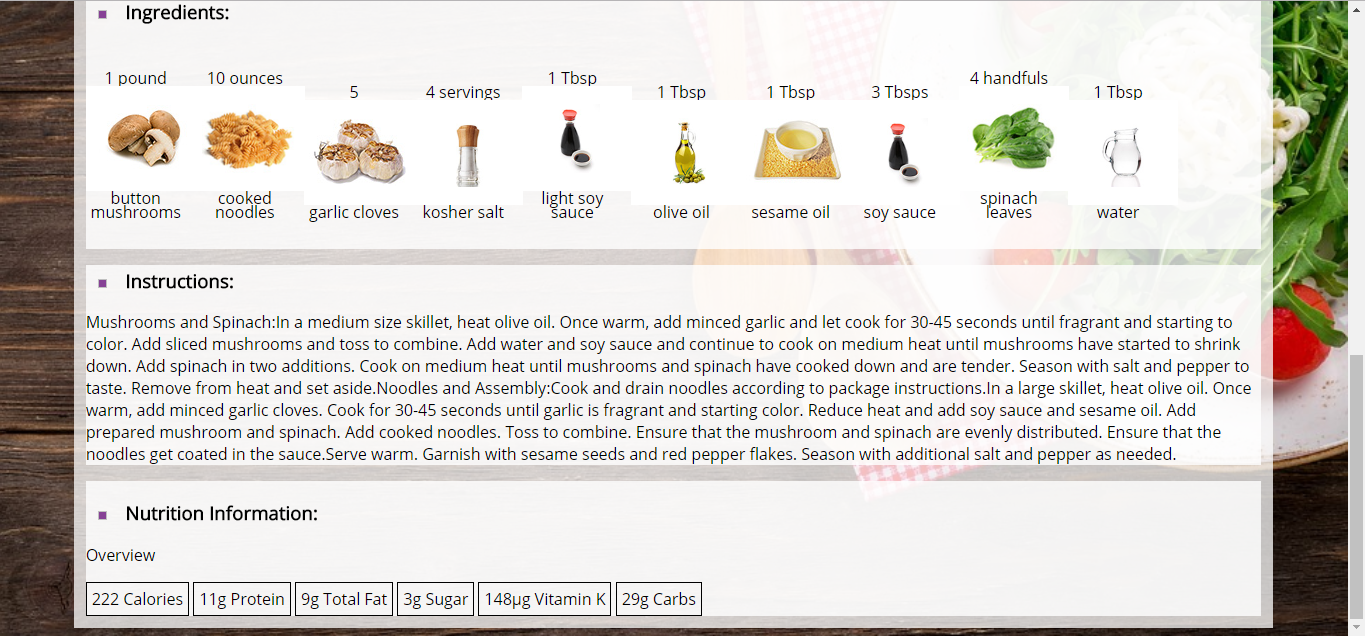 Ingredients:
1 pound
button
mushrooms
10 ounces
cooked
noodles
5
garlic cloves
4 servings
kosher salt
1 Tbsp
light soy
sauce
1 Tbsp
olive oil
1 Tbsp
sesame oil
3 Tbsps
soy sauce
4 handfuls
spinach
leaves
1 Tbsp
water
Instructions:
Mushrooms and Spinach:In a medium size skillet, heat olive oil. Once warm, add minced garlic and let cook for 30-45 seconds until fragrant and starting to
color. Add sliced mushrooms and toss to combine. Add water and soy sauce and continue to cook on medium heat until mushrooms have started to shrink
down. Add spinach in two additions. Cook on medium heat until mushrooms and spinach have cooked down and are tender. Season with salt and pepper to
taste. Remove from heat and set aside.Noodles and Assembly:Cook and drain noodles according to package instructions.In a large skillet, heat olive oil. Once
warm, add minced garlic cloves. Cook for 30-45 seconds until garlic is fragrant and starting color. Reduce heat and add soy sauce and sesame oil. Add
prepared mushroom and spinach. Add cooked noodles. Toss to combine. Ensure that the mushroom and spinach are evenly distributed. Ensure that the
noodles get coated in the sauce.Serve warm. Garnish with sesame seeds and red pepper flakes. Season with additional salt and pepper as needed.
Nutrition Information:
Overview
222 Calories 11g Protein 9g Total Fat 3g Sugar 148µg Vitamin K 29g Carbs